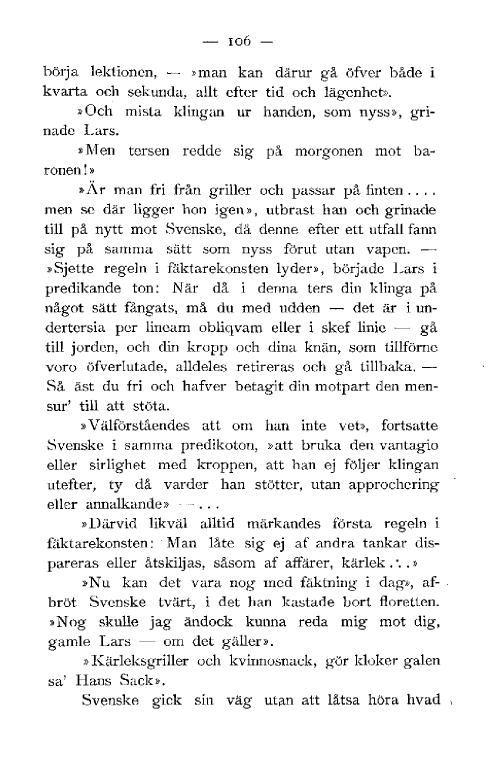 — 106 —
börja lektionen, — »man kan därur gå öfver både i
kvarta och sekunda, allt efter tid och lägenhet».
»Och mista klingan ur handen, som nyss», gri-
nade Lars.
»Men tersen redde sig på morgonen mot ba-
ronen!»
»Är man fri från griller och passar på finten . . . .
men se där ligger hon igen», utbrast han och grinade
till på nytt mot Svenske, då denne efter ett utfall fann
sig på samma sätt som nyss förut utan vapen. —
»Sjette regeln i fäktarekonsten lyder», började Lars i
predikande ton: När då i denna ters din klinga på
något sätt fångats, må du med udden — det är i un-
dertersia per lineam obliqvam eller i skef linie — gå
till jorden, och din kropp och dina knän, som tillförne
voro öfverlutade, alldeles retireras och gå tillbaka. —
Så äst du fri och hafver betagit din motpart den men-
sur' till att stöta.
»Välförståendes att om han inte vet», fortsatte
Svenske i samma predikoton, »att bruka den vantagio
eller sirlighet med kroppen, att han ej följer klingan
utefter, ty då varder han stötter, utan approchering
eller annalkande» — . . .
»Därvid likväl alltid märkandes första regeln i
fäktarekonsten: Man låte sig ej af andra tankar dis-
pareras eller åtskiljas, såsom af affärer, kärlek . . .»
»Nu kan det vara nog med fäktning i dag», af-
bröt Svenske tvärt, i det han kastade bort floretten.
»Nog skulle jag ändock kunna reda mig mot dig,
gamle Lars — om det gäller».
»Kärleksgriller och kvinnosnack, gör kloker galen
sa' Hans Sack».
Svenske gick sin väg utan att låtsa höra hvad